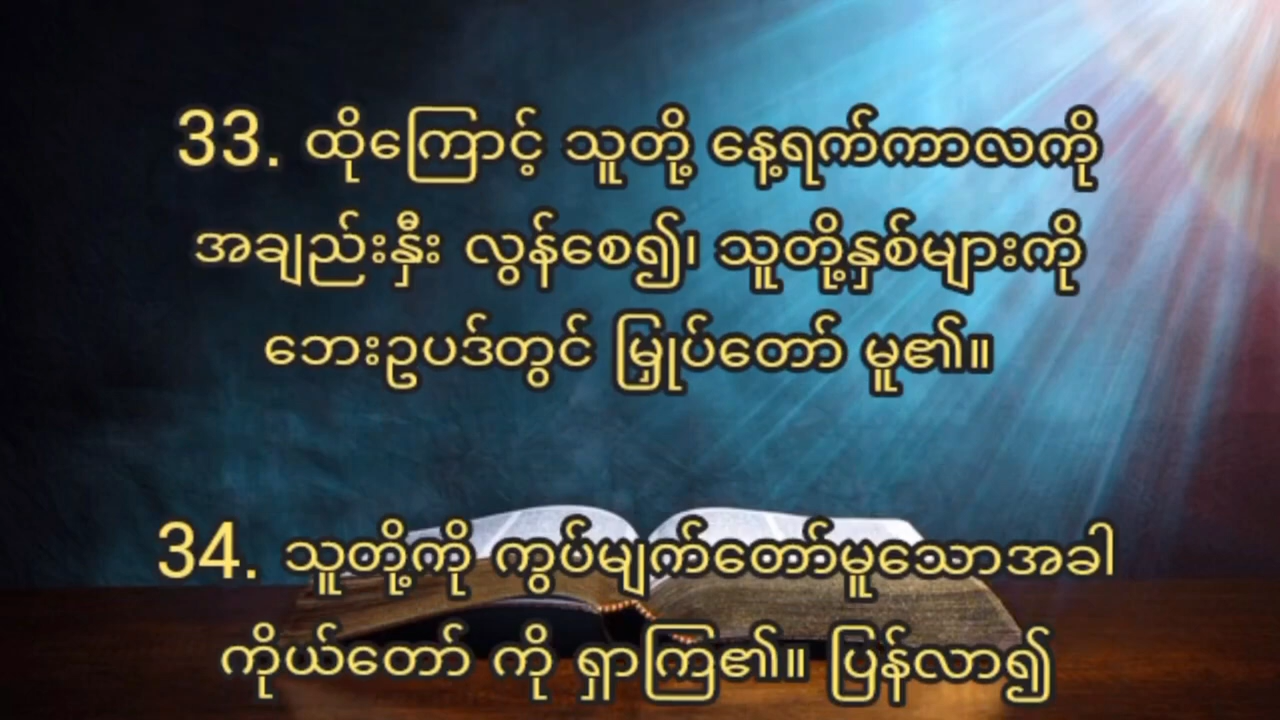 33. ထို​ကြောင့် သူတို့ နေ့ရက်ကာလကို
အချည်းနှီး လွန်စေ၍၊ သူတို့နှစ်များကို
ဘေးဥပဒ်တွင် မြှုပ်တော် မူ၏။
34. သူတို့ကို ကွပ်မျက်တော်မူသောအခါ
ကိုယ်တော် ကို ရှာကြ၏။ ပြန်လာ၍